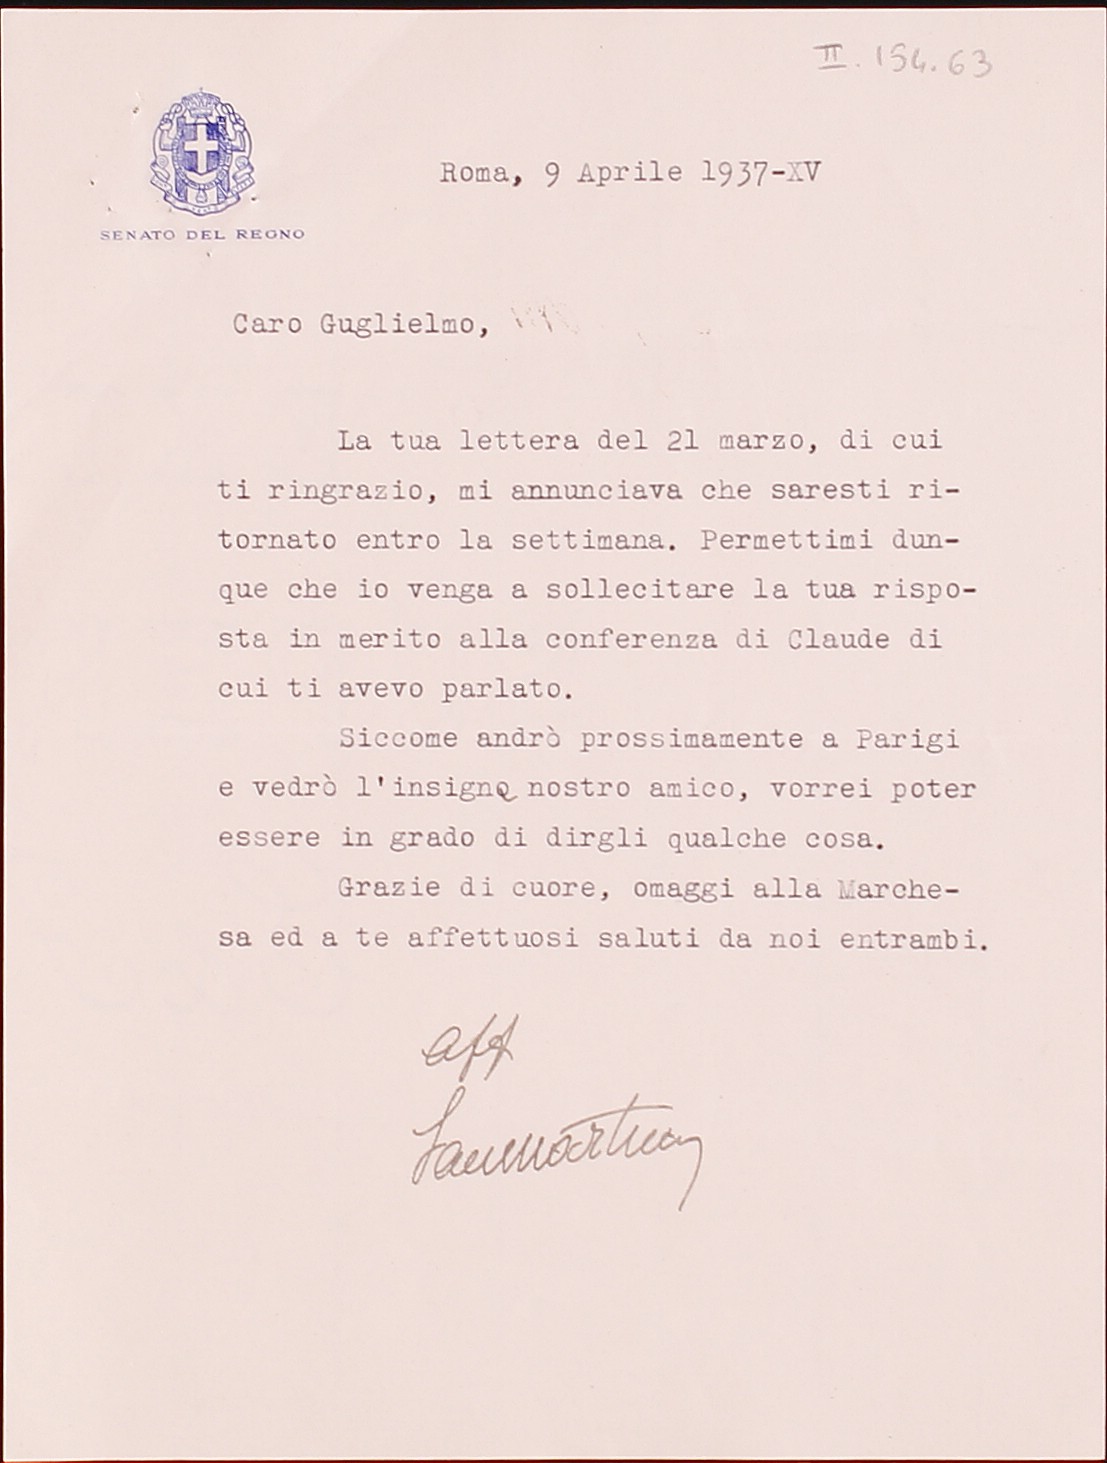 II. 154. 63
Roma, 9 Aprile 1937-XV
SENATO DEL REGNO
Caro Guglielmo,
La tua lettera del 21 marzo, di cui
ti ringrazio, mi annunciava che saresti ri-
tornato entro la settimana. Permettimi dun-
que che io venga a sollecitare la tua rispo-
sta in merito alla conferenza di Claude di
cui ti avevo parlato.
Siccome andrò prossimamente a Parigi
e vedrò l'insigne nostro amico, vorrei poter
essere in grado di dirgli qualche cosa.
Grazie di cuore, omaggi alla Marche-
sa ed a te affettuosi saluti da noi entrambi.
aff